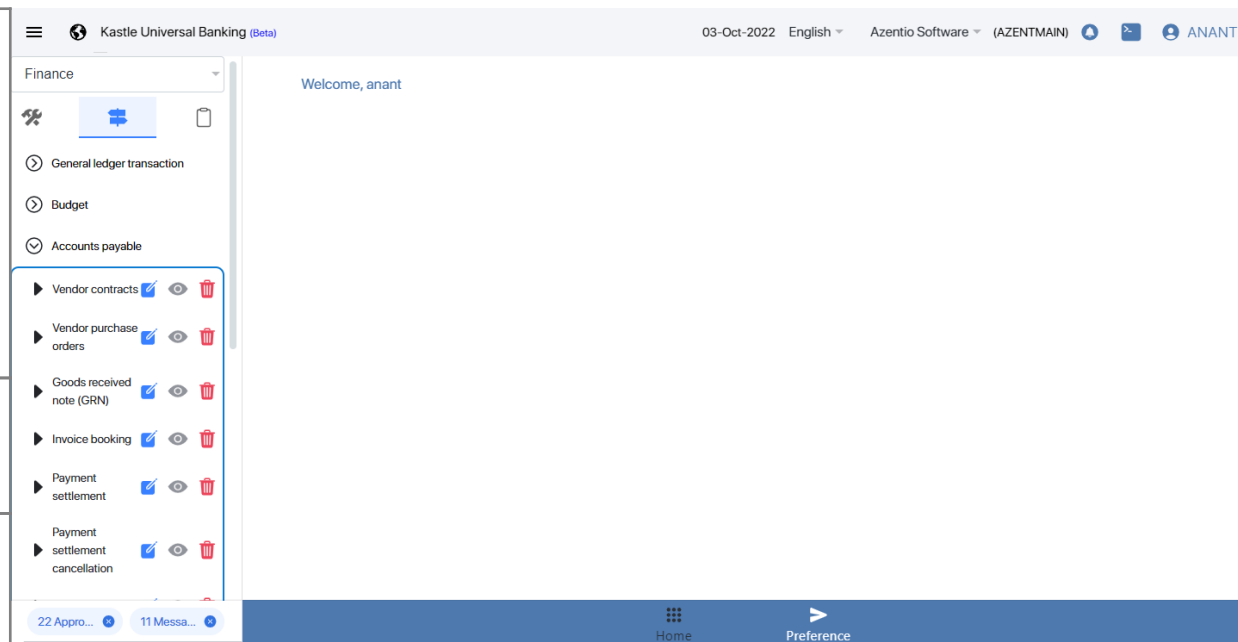 Kastle Universal Banking (Beta)
03-Oct-2022 English Azentio Software (AZENTMAIN) ANANT
Finance
Welcome, anant
General ledger transaction
Budget
Accounts payable
Vendor contracts
Vendor purchase
orders
Goods received
note (GRN)
Invoice booking
Payment
settlement
Payment
settlement
cancellation
22 Appro...
11 Messa...
Home
Preference